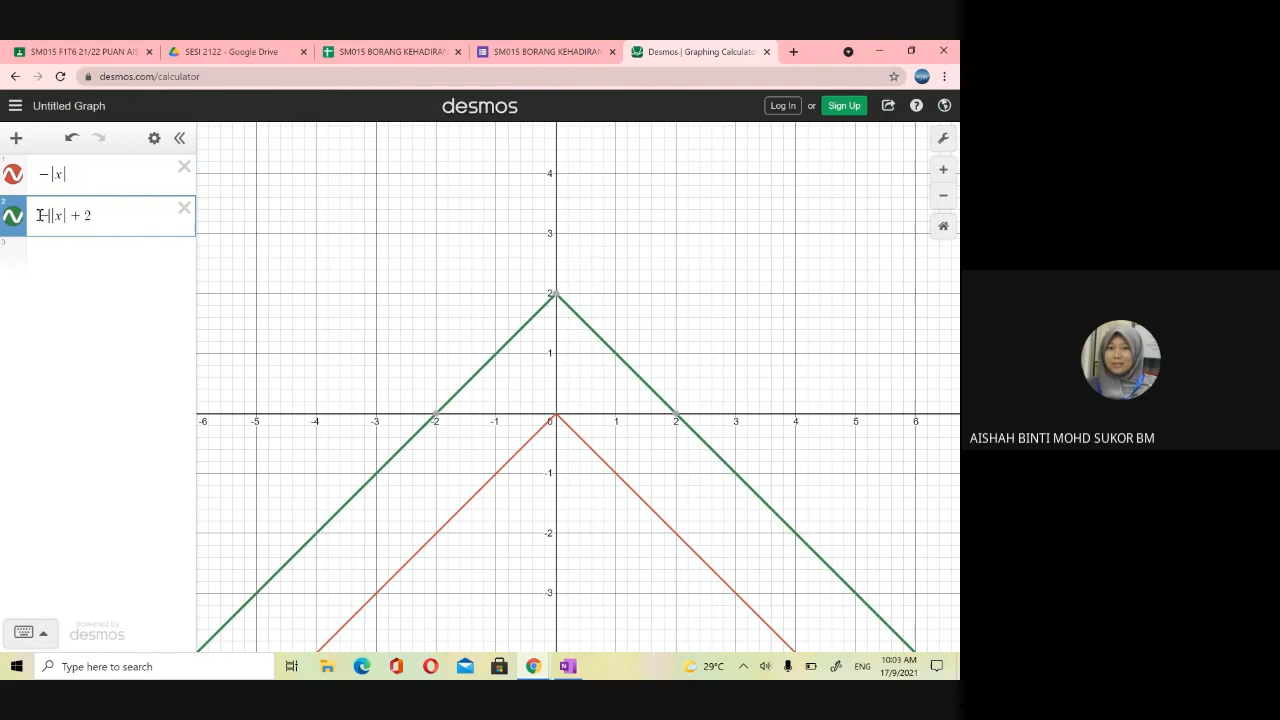 SM015 F1T6 21/22 PUAN AIS
SESI 2122 - Google Drive
SM015 BORANG KEHADIRAN
SM015 BORANG KEHADIRAN
Desmos | Graphing Calculato
desmos.com/calculator
Untitled Graph
desmos
Log In or Sign Up
1
−|x|
2
−|x| + 2
3
4
3
2
1
-6 -5 -4 -3 -2 -1 0 1 2 3 4 5 6
-1
-2
-3
AISHAH BINTI MOHD SUKOR BM
powered by
desmos
Type here to search
29°C
ENG
10:03 AM
17/9/2021